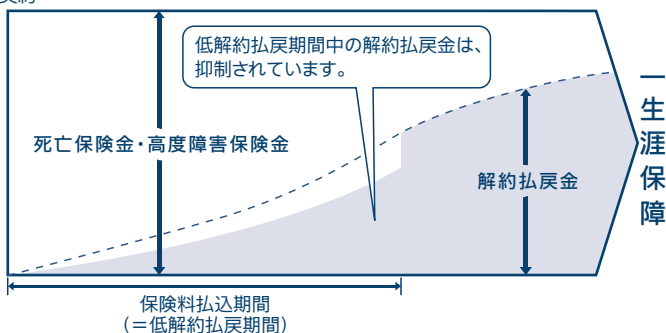 低解約払戻期間中の解約払戻金は、
抑制されています。
死亡保険金・高度障害保険金
解約払戻金
一生涯保障
保険料払込期間
(=低解約払戻期間)